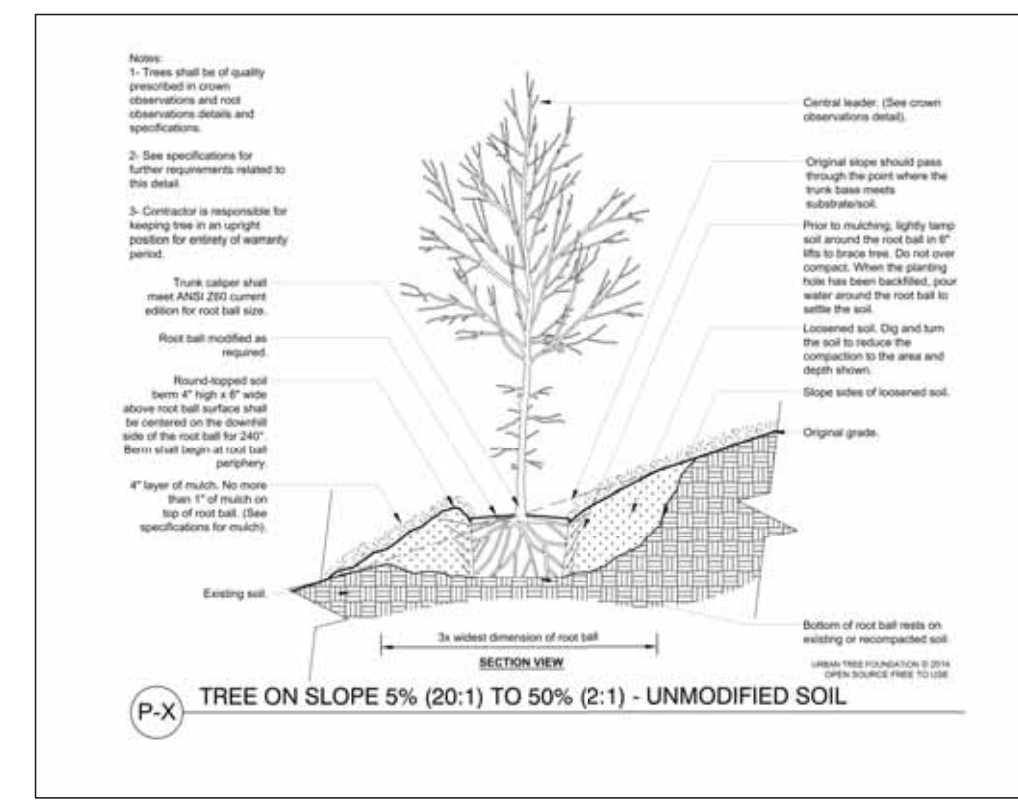 Notes:
1- Trees shall be of quality
prescribed in crown
observations and root
observations details and
specifications.
2- See specifications for
further requirements related to
this detail.
3- Contractor is responsible for
keeping tree in an upright
position for entirety of warranty
period.
Trunk caliper shall
meet ANSI Z60 current
edition for root ball size.
Root ball modified as
required.
Round-topped soil
berm 4" high x 8" wide
above root ball surface shall
be centered on the downhill
side of the root ball for 240°.
Berm shall begin at root ball
periphery.
4" layer of mulch. No more
than 1" of mulch on
top of root ball. (See
specifications for mulch).
Existing soil.
Central leader. (See crown
observations detail).
Original slope should pass
through the point where the
trunk base meets
substrate/soil.
Prior to mulching, lightly tamp
soil around the root ball in 6"
lifts to brace tree. Do not over
compact. When the planting
hole has been backfilled, pour
water around the root ball to
settle the soil.
Loosened soil. Dig and turn
the soil to reduce the
compaction to the area and
depth shown.
Slope sides of loosened soil.
Original grade.
Bottom of root ball rests on
existing or recompacted soil.
3x widest dimension of root ball
SECTION VIEW
URBAN TREE FOUNDATION © 2014
OPEN SOURCE FREE TO USE
P-X
TREE ON SLOPE 5% (20:1) TO 50% (2:1) - UNMODIFIED SOIL